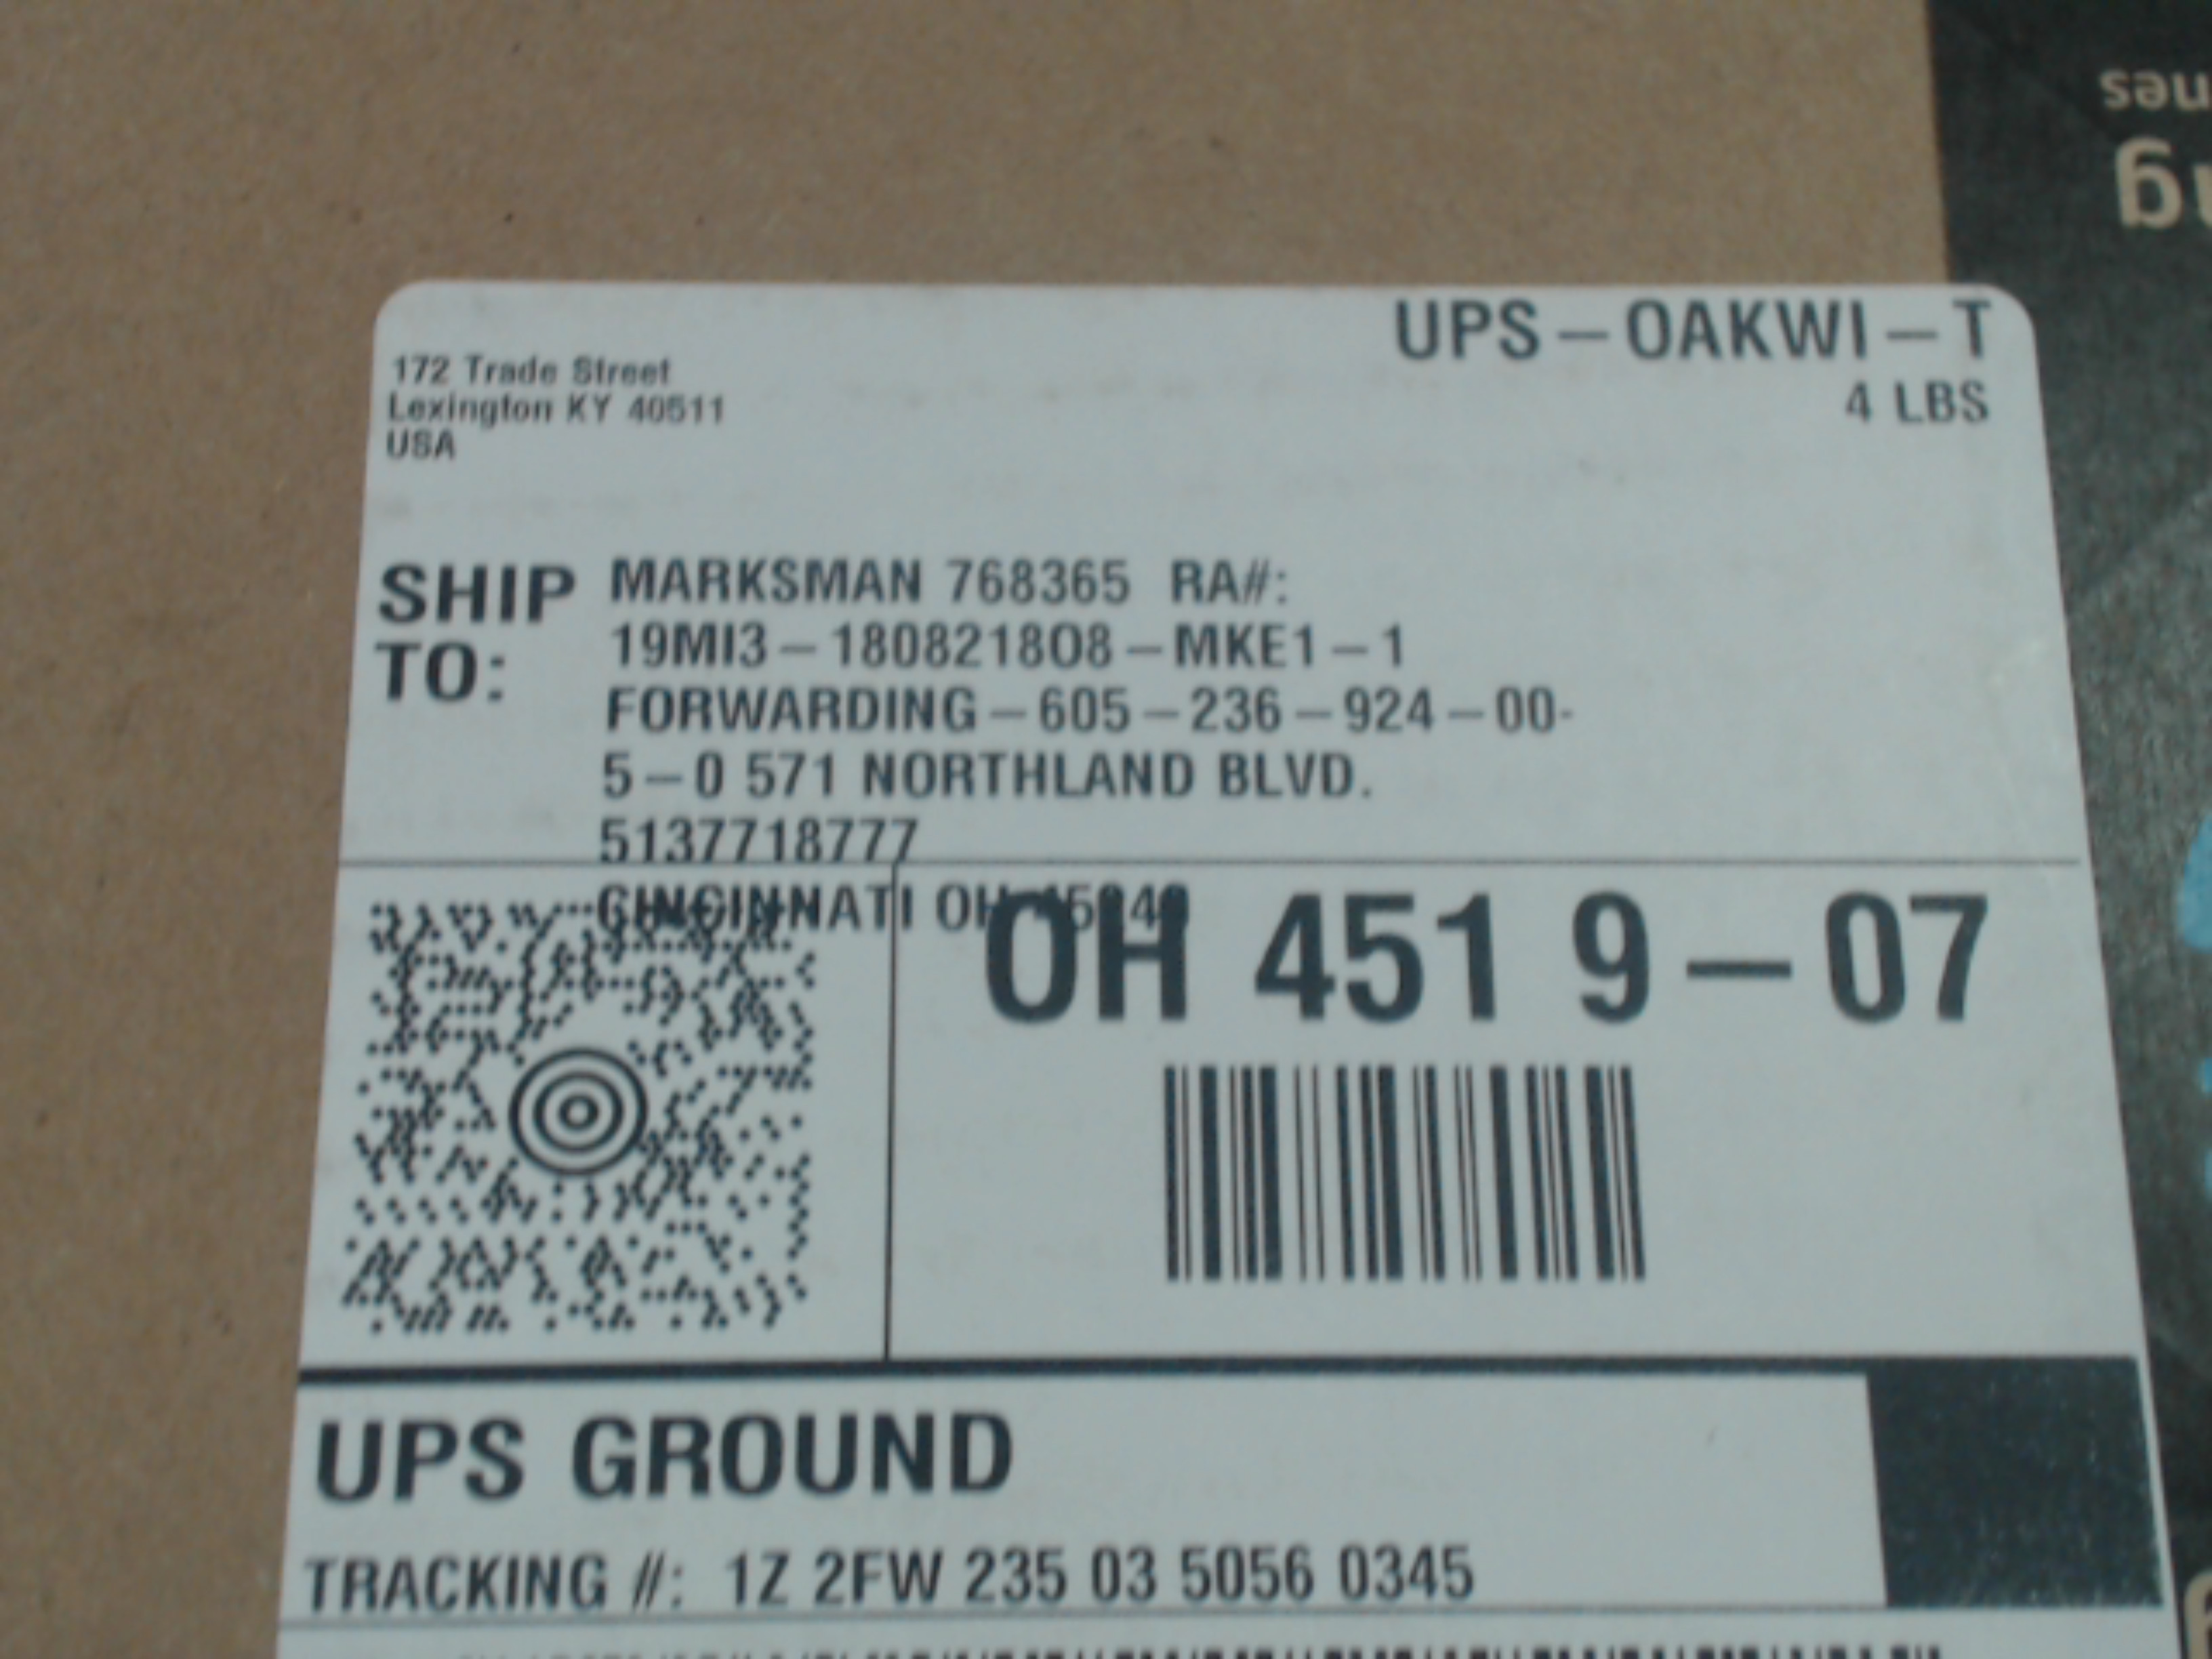 UPS – OAKWI – T
4 LBS
172 Trade Street
Lexington KY 40511
USA
SHIP TO:
MARKSMAN 768365 RA#:
19MI3 – 180821808 – MKE1 – 1
FORWARDING – 605 – 236 – 924 – 00-
5 – 0 571 NORTHLAND BLVD.
5137718777
CINCINNATI OH
OH 451 9 – 07
UPS GROUND
TRACKING #: 1Z 2FW 235 03 5056 0345